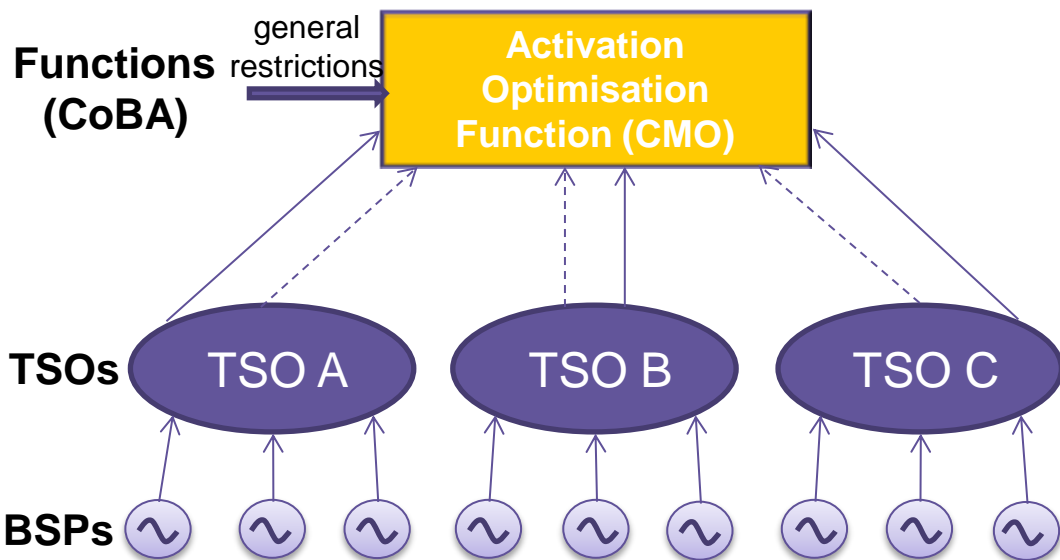 general
restrictions
Functions
(CoBA)
Activation
Optimisation
Function (CMO)
TSOs
TSO A
TSO B
TSO C
BSPs